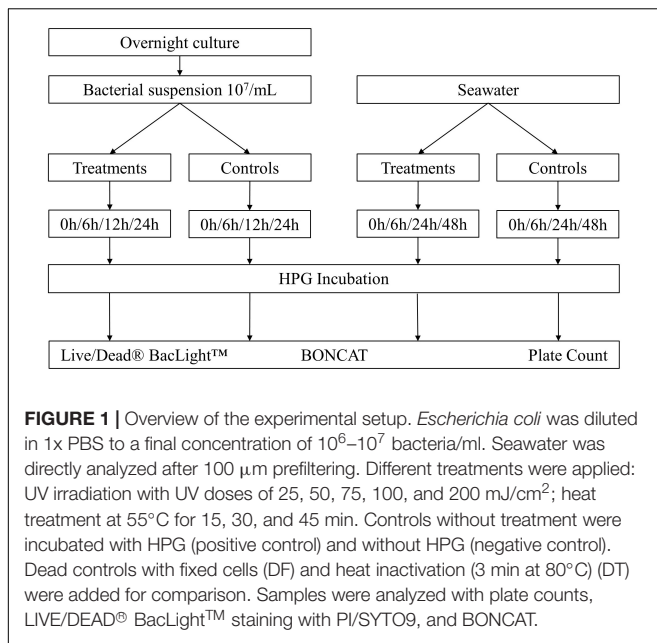 Overnight culture
Bacterial suspension 10⁷/mL
Seawater
Treatments
Controls
Treatments
Controls
0h/6h/12h/24h
0h/6h/12h/24h
0h/6h/24h/48h
0h/6h/24h/48h
HPG Incubation
Live/Dead® BacLight™ BONCAT Plate Count
FIGURE 1 | Overview of the experimental setup. Escherichia coli was diluted
in 1x PBS to a final concentration of 10⁶–10⁷ bacteria/ml. Seawater was
directly analyzed after 100 μm prefiltering. Different treatments were applied:
UV irradiation with UV doses of 25, 50, 75, 100, and 200 mJ/cm²; heat
treatment at 55°C for 15, 30, and 45 min. Controls without treatment were
incubated with HPG (positive control) and without HPG (negative control).
Dead controls with fixed cells (DF) and heat inactivation (3 min at 80°C) (DT)
were added for comparison. Samples were analyzed with plate counts,
LIVE/DEAD® BacLight™ staining with PI/SYTO9, and BONCAT.